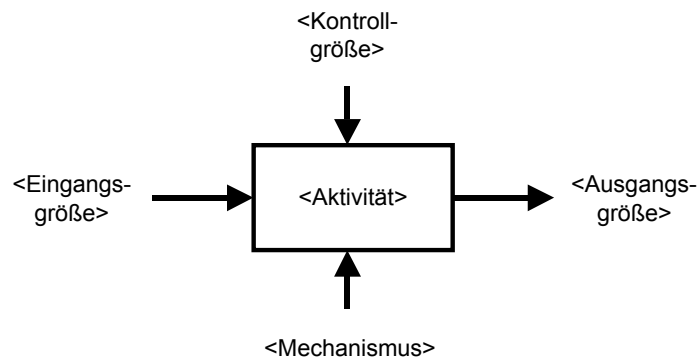 <Kontroll-
größe>
<Eingangs-
größe>
<Aktivität>
<Ausgangs-
größe>
<Mechanismus>